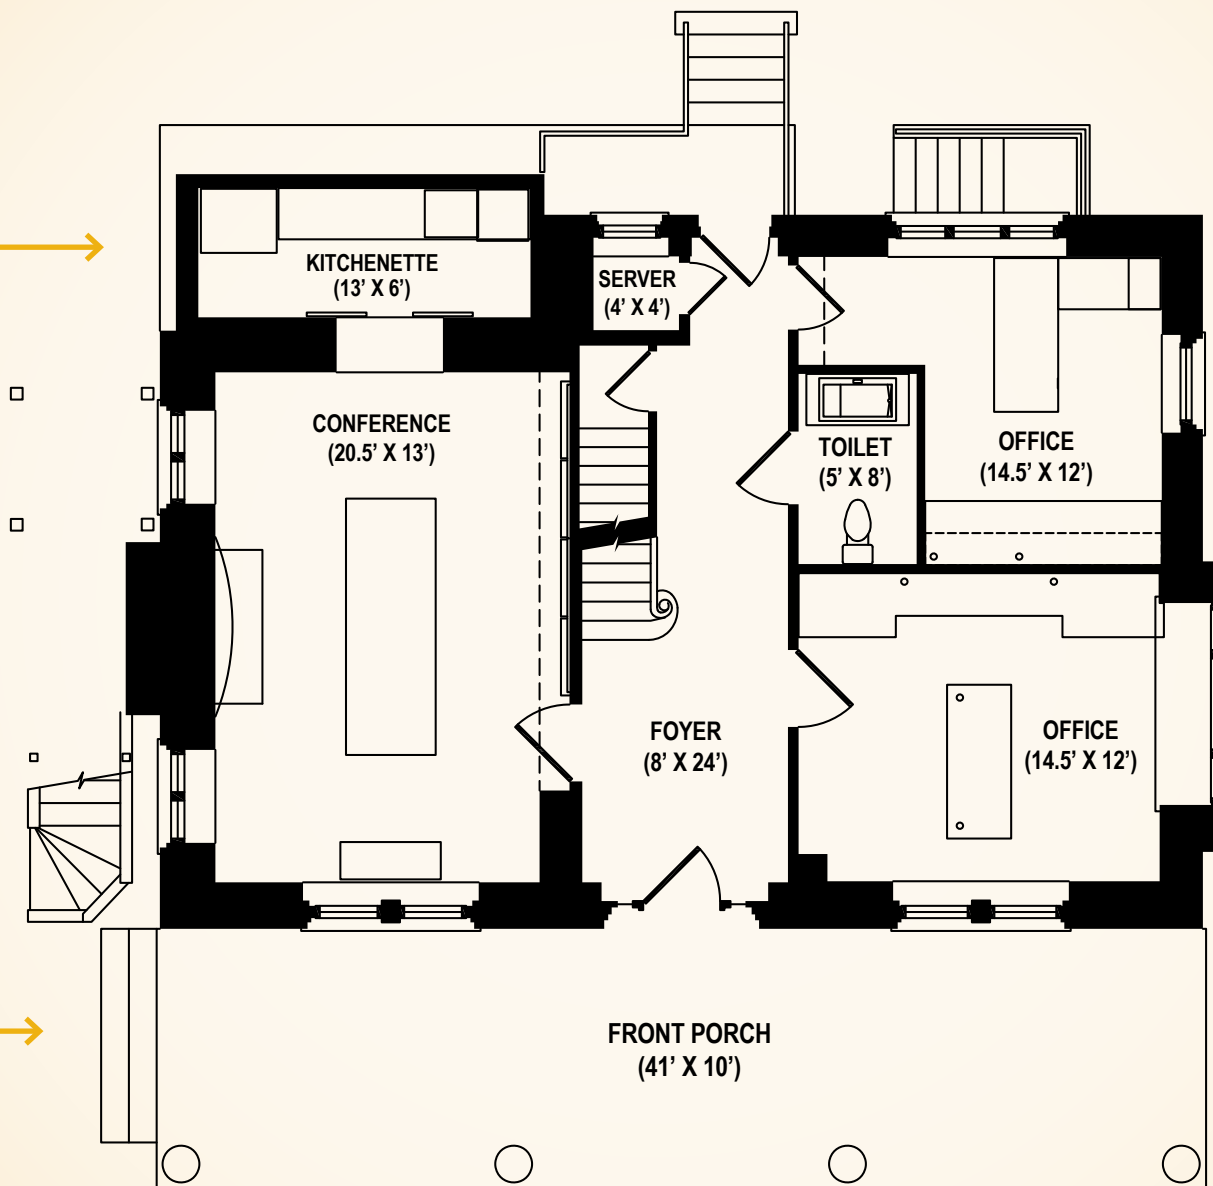 KITCHENETTE
(13’ X 6’)
SERVER
(4’ X 4’)
CONFERENCE
(20.5’ X 13’)
TOILET
(5’ X 8’)
OFFICE
(14.5’ X 12’)
FOYER
(8’ X 24’)
OFFICE
(14.5’ X 12’)
FRONT PORCH
(41’ X 10’)